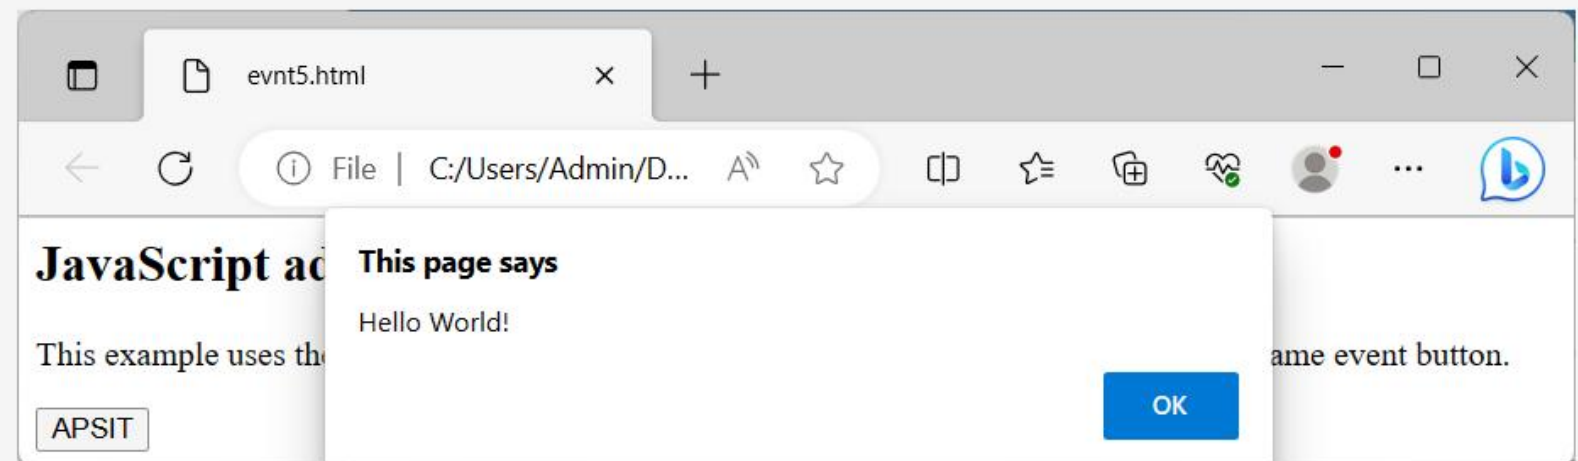 evnt5.html
File | C:/Users/Admin/D...
JavaScript ad
This page says
Hello World!
This example uses the
ame event button.
OK
APSIT